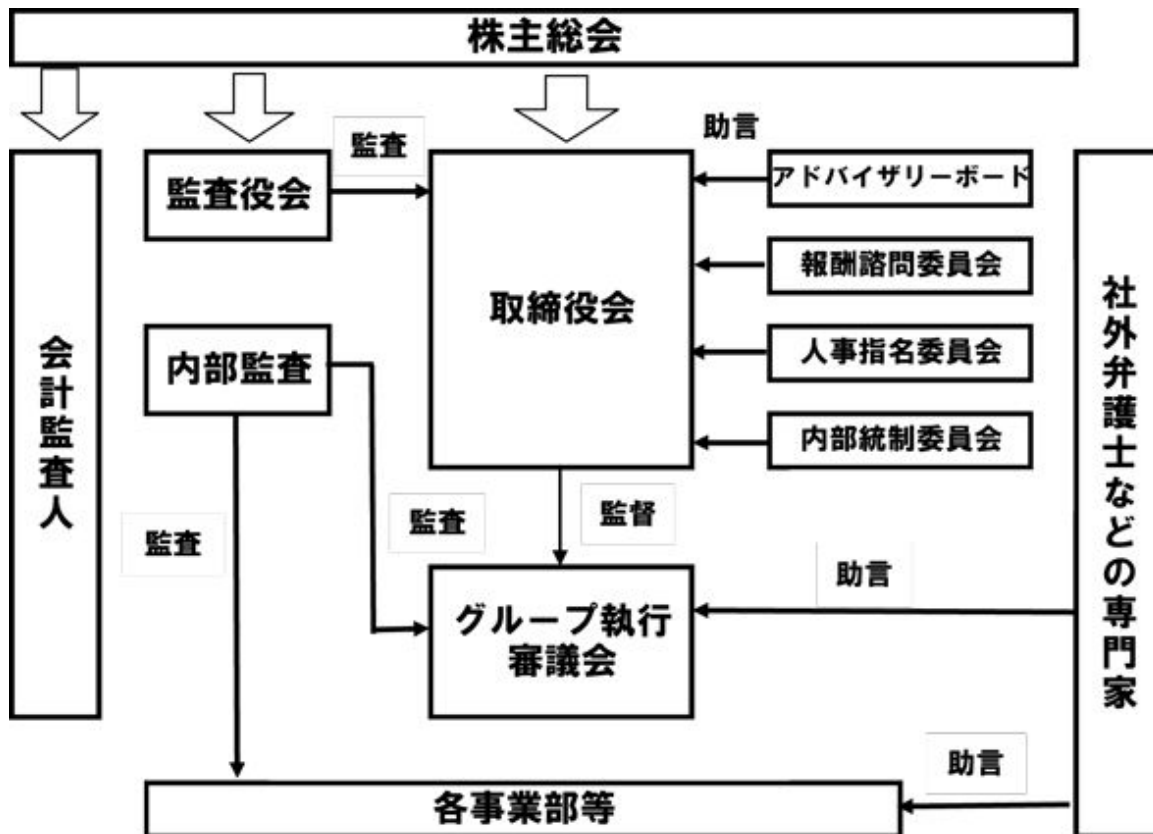 株主総会
監査
助言
監査役会
アドバイザリーボード
取締役会
報酬諮問委員会
人事指名委員会
内部統制委員会
内部監査
会計監査人
社外弁護士などの専門家
監査
監査
監督
助言
グループ執行
審議会
助言
各事業部等